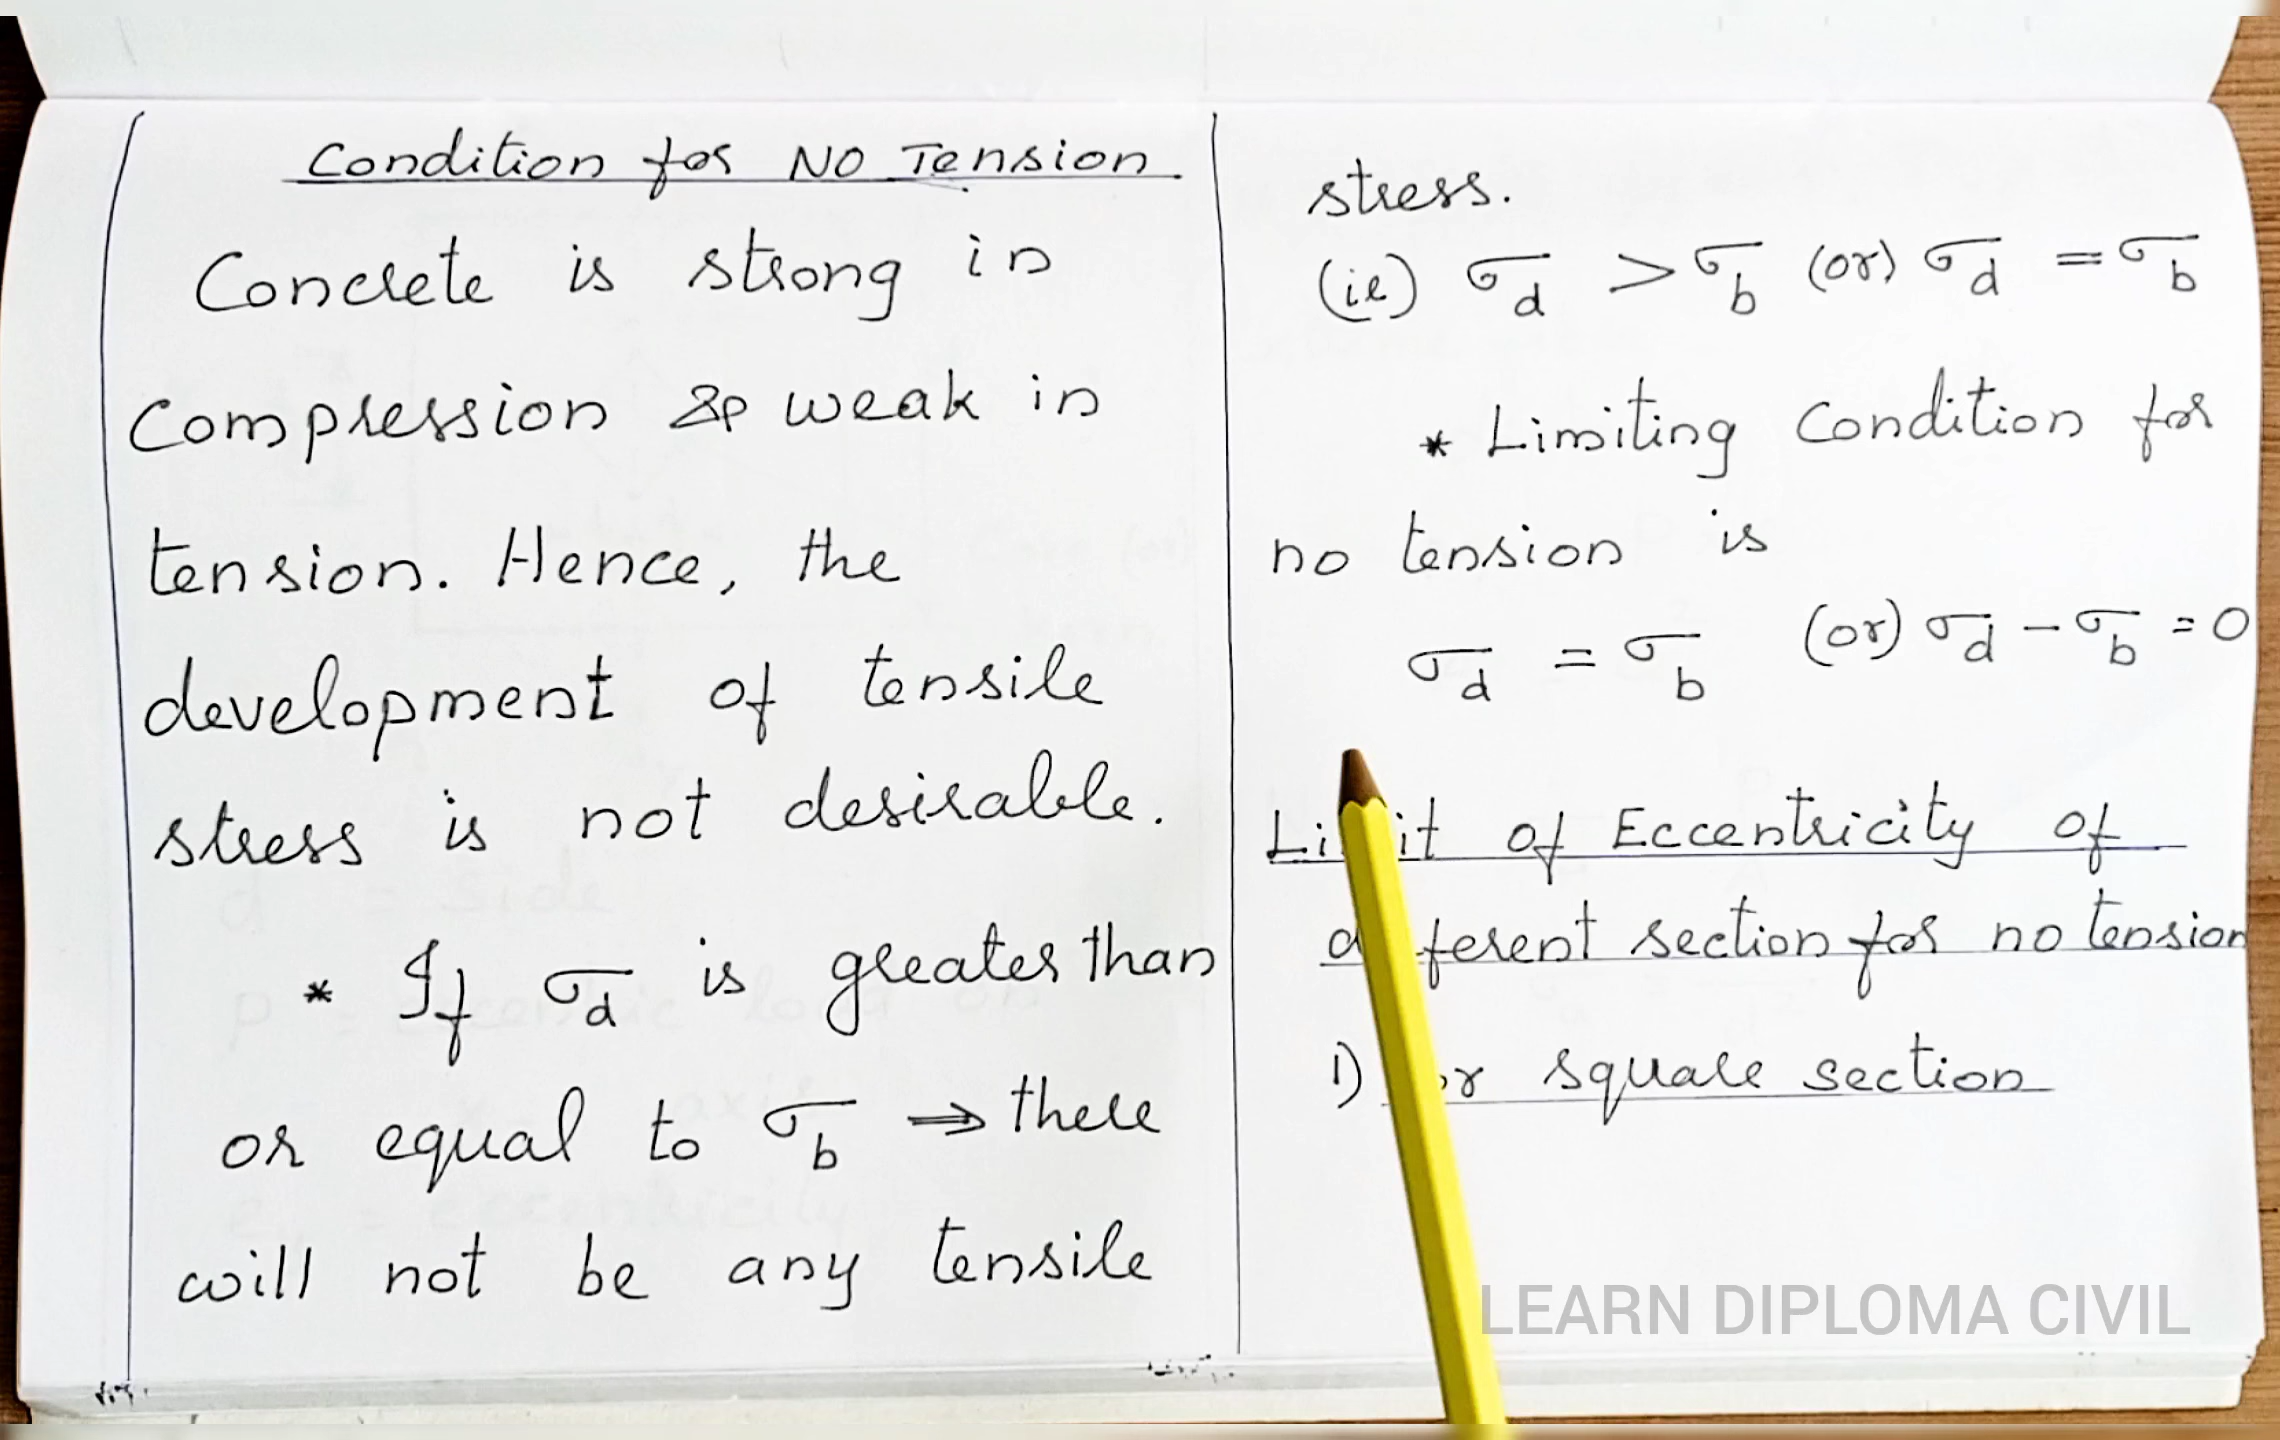 Condition for NO Tension
Concrete is strong in
Compression & weak in
tension. Hence, the
development of tensile
stress is not desirable.
* If σd is greater than
or equal to σb ⇒ there
will not be any tensile
stress.
(ie) σd > σb (or) σd = σb
* Limiting Condition for
no tension is
σd = σb (or) σd - σb = 0
of Eccentricity of
section for no tension
1) square section
LEARN DIPLOMA CIVIL